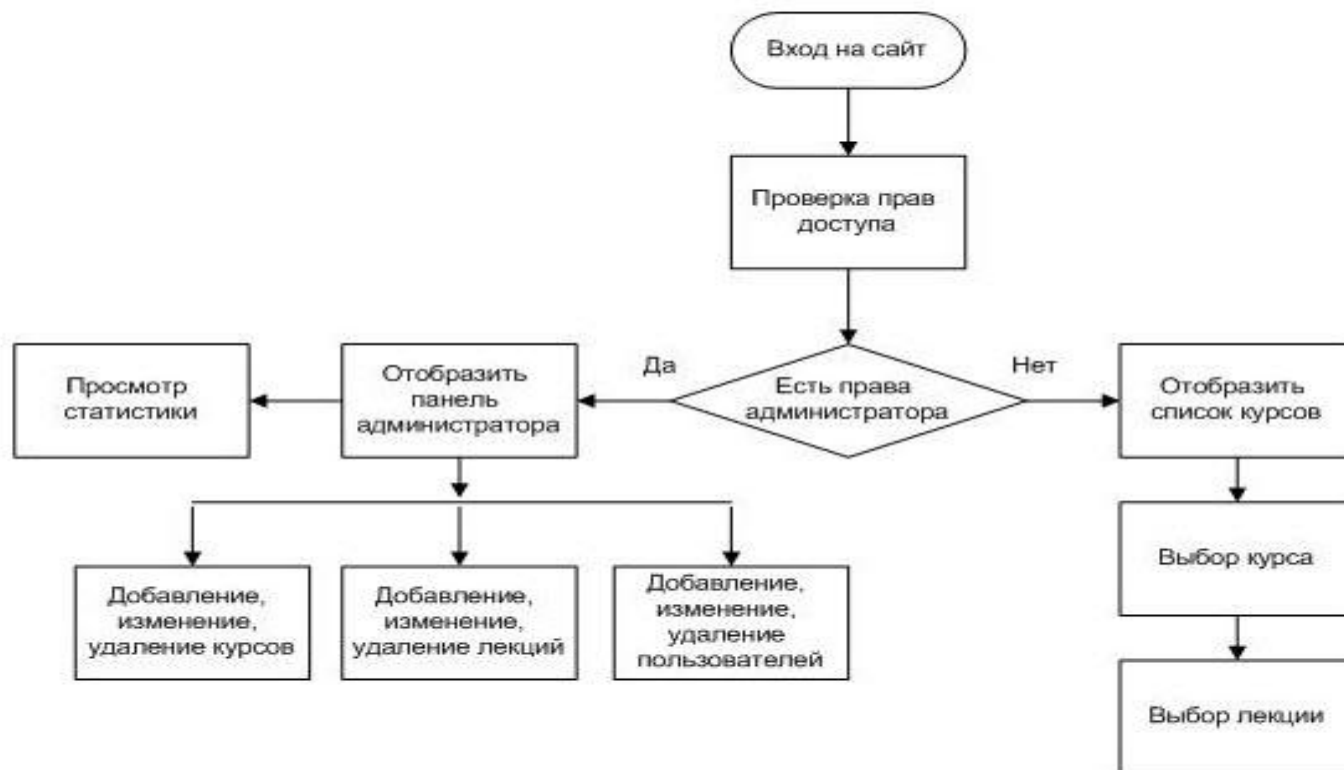 Вход на сайт
Проверка прав
доступа
Да
Нет
Просмотр
статистики
Отобразить
панель
администратора
Есть права
администратора
Отобразить
список курсов
Выбор курса
Добавление,
изменение,
удаление курсов
Добавление,
изменение,
удаление лекций
Добавление,
изменение,
удаление
пользователей
Выбор лекции